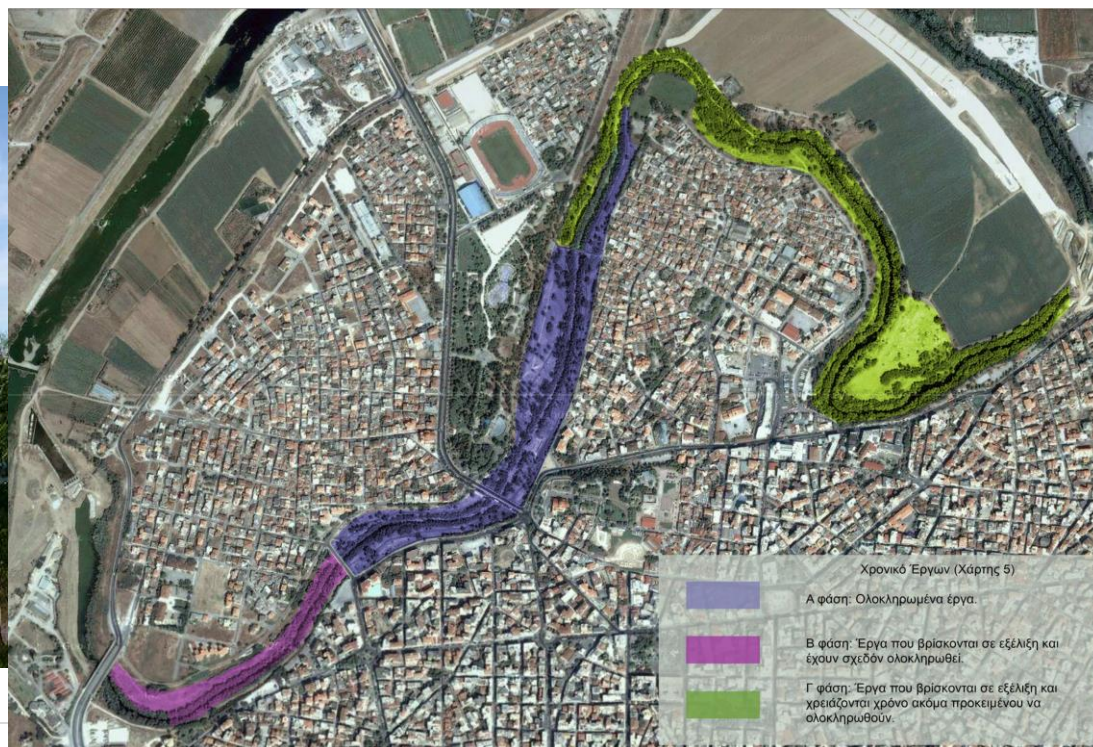 Χρονικό Έργων (Χάρτης 5)
Α φάση: Ολοκληρωμένα έργα.
Β φάση: Έργα που βρίσκονται σε εξέλιξη και
έχουν σχεδόν ολοκληρωθεί.
Γ φάση: Έργα που βρίσκονται σε εξέλιξη και
χρειάζονται χρόνο ακόμα προκειμένου να
ολοκληρωθούν.